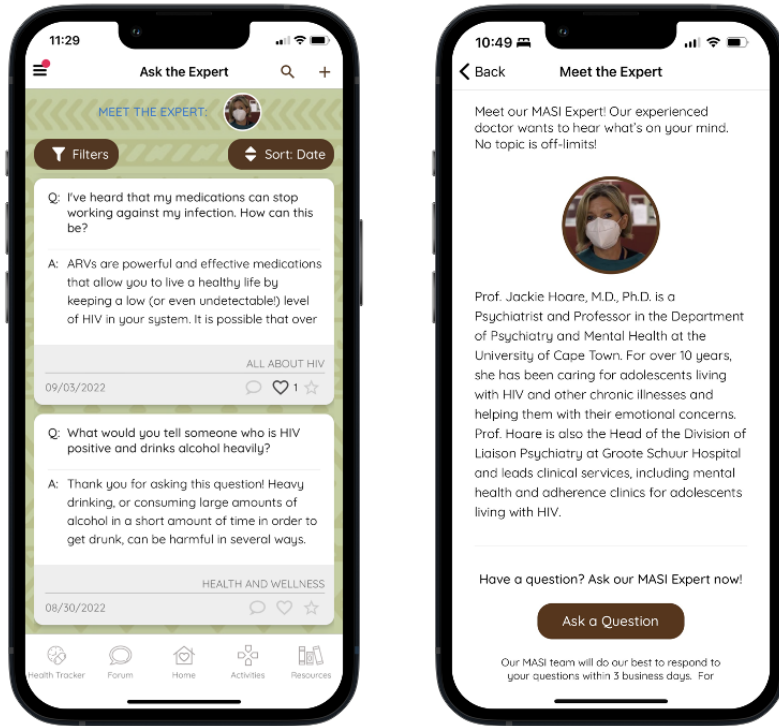 11:29
Ask the Expert
MEET THE EXPERT:
Filters
Sort: Date
Q: I've heard that my medications can stop
working against my infection. How can this
be?
A: ARVs are powerful and effective medications
that allow you to live a healthy life by
keeping a low (or even undetectable!) level
of HIV in your system. It is possible that over
ALL ABOUT HIV
09/03/2022
1
Q: What would you tell someone who is HIV
positive and drinks alcohol heavily?
A: Thank you for asking this question! Heavy
drinking, or consuming large amounts of
alcohol in a short amount of time in order to
get drunk, can be harmful in several ways.
HEALTH AND WELLNESS
08/30/2022
Health Tracker
Forum
Home
Activities
Resources
10:49
Back
Meet the Expert
Meet our MASI Expert! Our experienced
doctor wants to hear what's on your mind.
No topic is off-limits!
Prof. Jackie Hoare, M.D., Ph.D. is a
Psychiatrist and Professor in the Department
of Psychiatry and Mental Health at the
University of Cape Town. For over 10 years,
she has been caring for adolescents living
with HIV and other chronic illnesses and
helping them with their emotional concerns.
Prof. Hoare is also the Head of the Division of
Liaison Psychiatry at Groote Schuur Hospital
and leads clinical services, including mental
health and adherence clinics for adolescents
living with HIV.
Have a question? Ask our MASI Expert now!
Ask a Question
Our MASI team will do our best to respond to
your questions within 3 business days. For